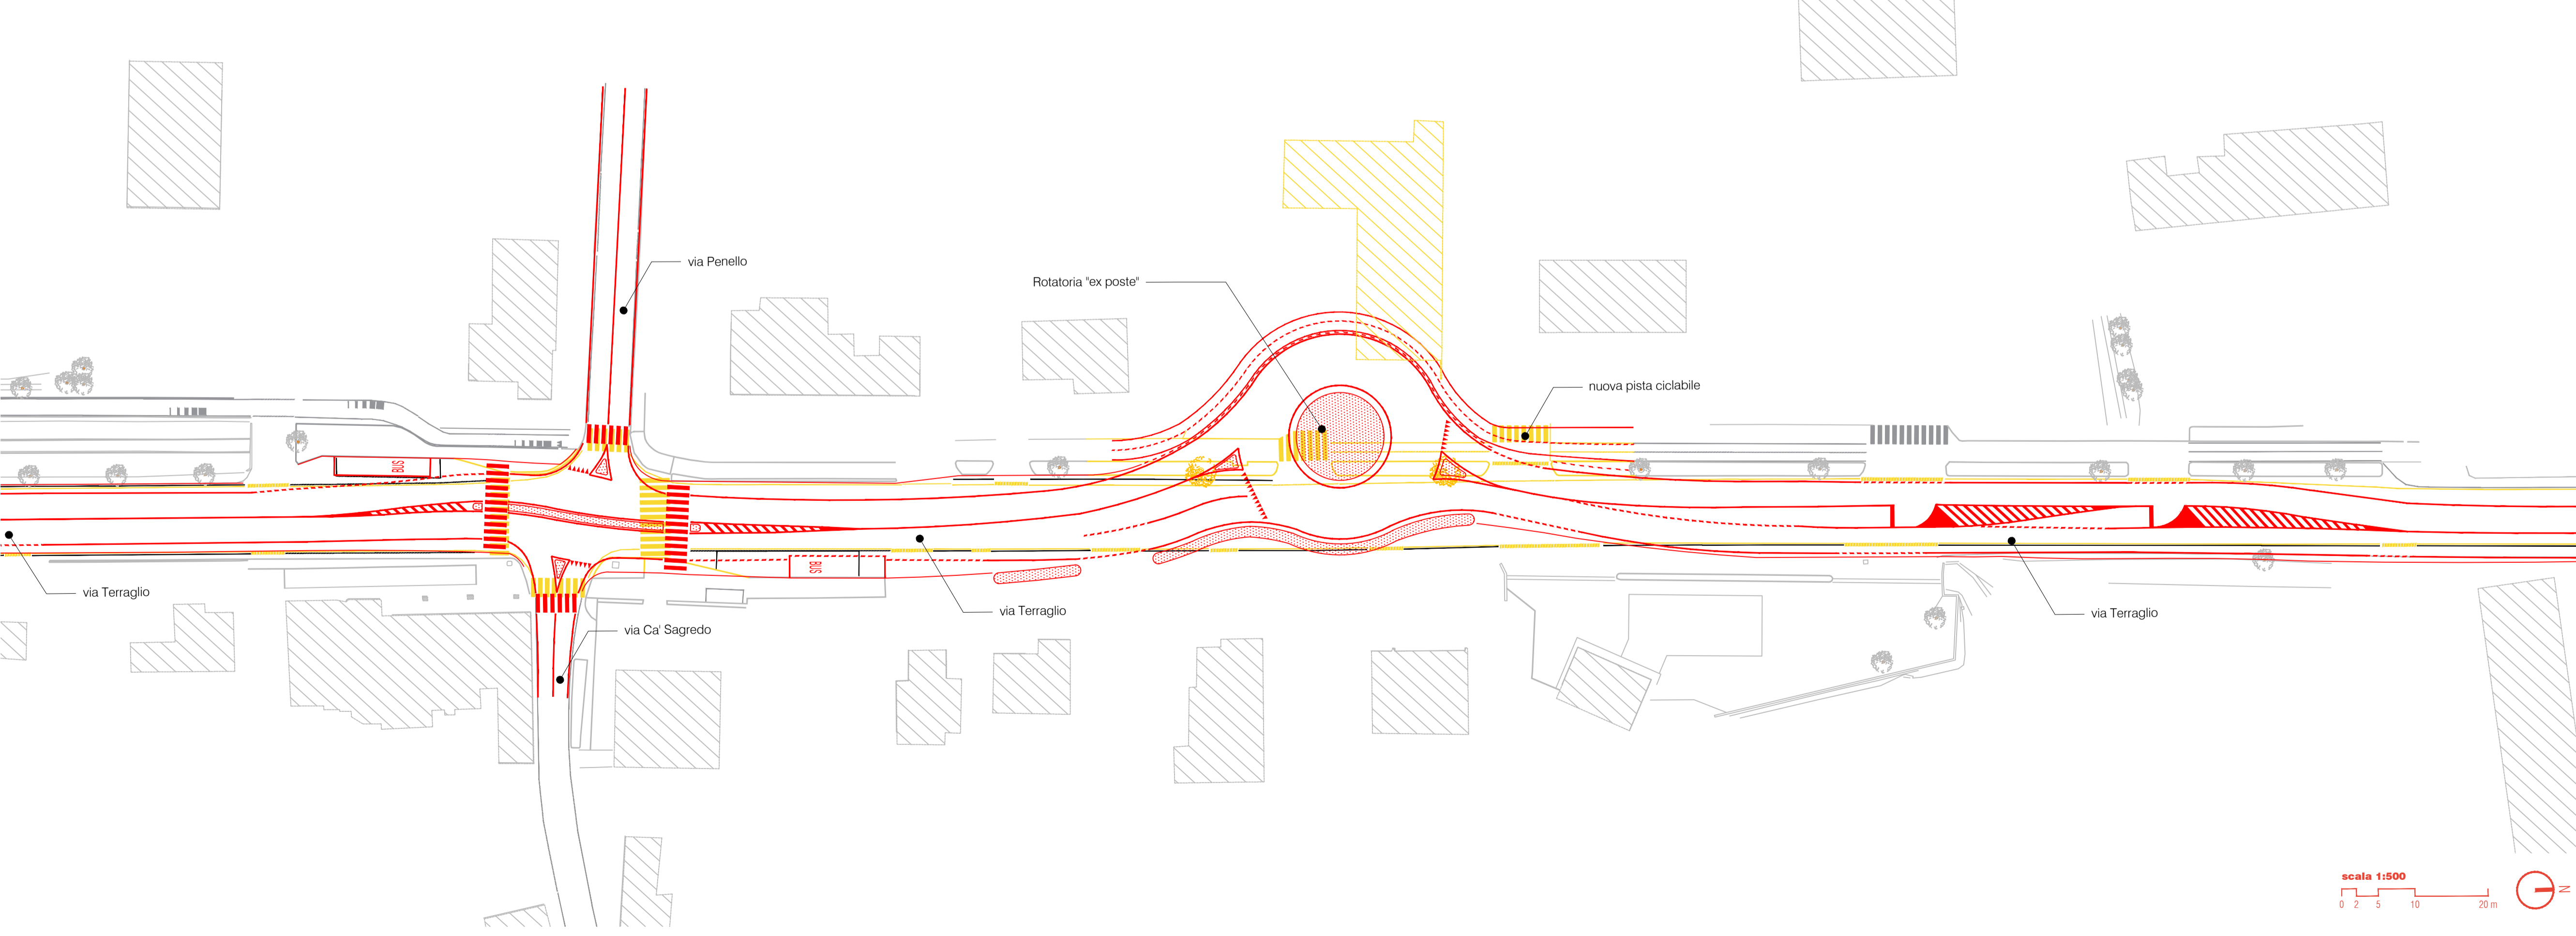 via Penello
Rotatoria "ex poste"
nuova pista ciclabile
BUS
BUS
via Terraglio
via Terraglio
via Terraglio
via Ca' Sagredo
scala 1:500
0 2 5 10 20 m
N